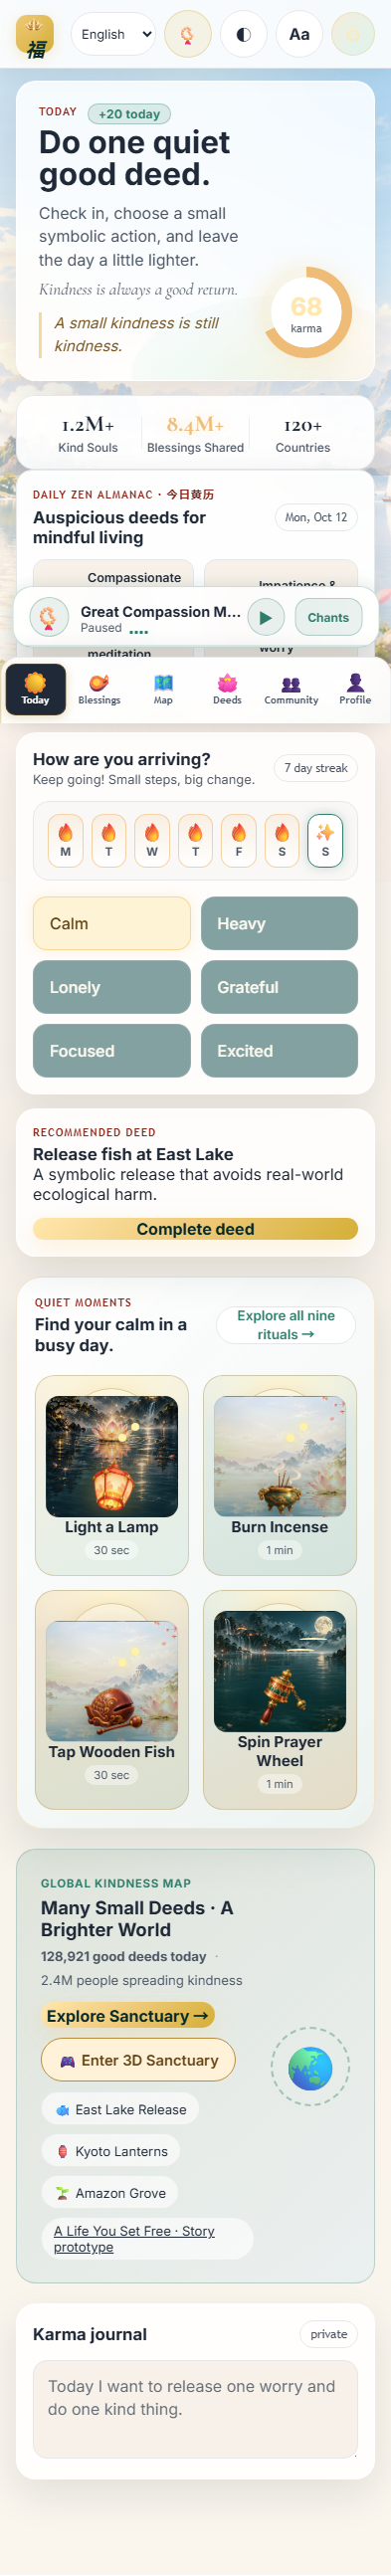 福
English
Aa
TODAY
+20 today
Do one quiet
good deed.
Check in, choose a small
symbolic action, and leave
the day a little lighter.
Kindness is always a good return.
A small kindness is still
kindness.
68
karma
1.2M+
Kind Souls
8.4M+
Blessings Shared
120+
Countries
DAILY ZEN ALMANAC · 今日黄历
Auspicious deeds for
mindful living
Mon, Oct 12
Compassionate
Impatience &
Great Compassion M...
Paused
Chants
meditation
worry
Today
Blessings
Map
Deeds
Community
Profile
How are you arriving?
Keep going! Small steps, big change.
7 day streak
M
T
W
T
F
S
S
Calm
Heavy
Lonely
Grateful
Focused
Excited
RECOMMENDED DEED
Release fish at East Lake
A symbolic release that avoids real-world
ecological harm.
Complete deed
QUIET MOMENTS
Find your calm in a
busy day.
Explore all nine
rituals →
Light a Lamp
30 sec
Burn Incense
1 min
Tap Wooden Fish
30 sec
Spin Prayer
Wheel
1 min
GLOBAL KINDNESS MAP
Many Small Deeds · A
Brighter World
128,921 good deeds today ·
2.4M people spreading kindness
Explore Sanctuary →
Enter 3D Sanctuary
East Lake Release
Kyoto Lanterns
Amazon Grove
A Life You Set Free · Story
prototype
Karma journal
private
Today I want to release one worry and
do one kind thing.